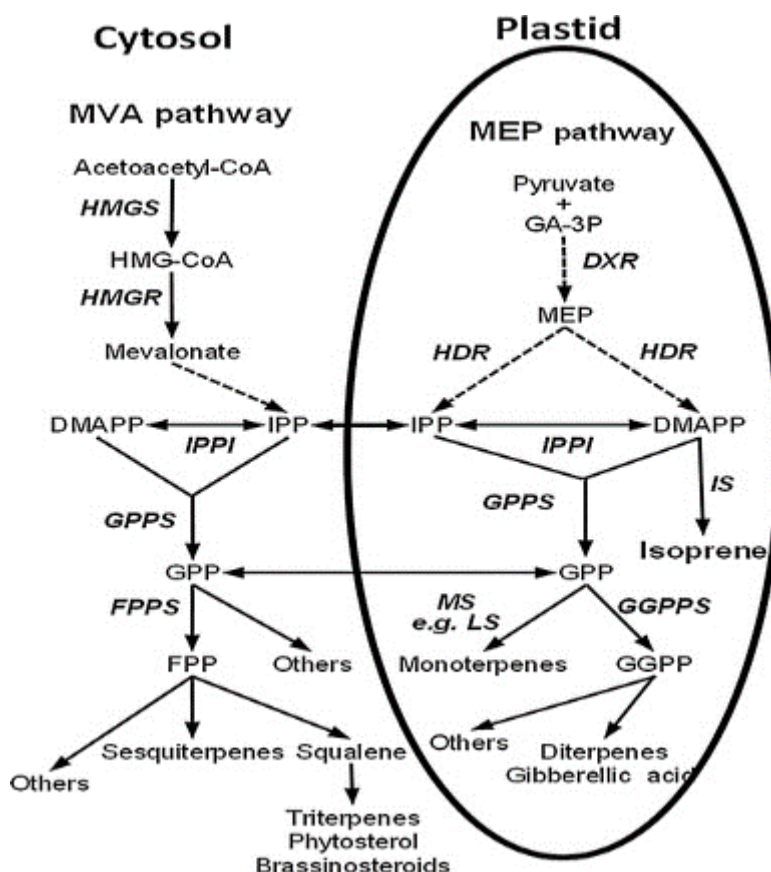 Cytosol
MVA pathway
Acetoacetyl-CoA
HMGS
HMG-CoA
HMGR
Mevalonate
DMAPP
IPP
IPPI
GPPS
GPP
FPPS
FPP
Others
Others
Sesquiterpenes
Squalene
Triterpenes
Phytosterol
Brassinosteroids
Plastid
MEP pathway
Pyruvate
+
GA-3P
DXR
MEP
HDR
HDR
IPP
DMAPP
IPPI
IS
GPPS
Isoprene
GPP
MS
e.g. LS
GGPPS
Monoterpenes
GGPP
Others
Diterpenes
Gibberellic acid